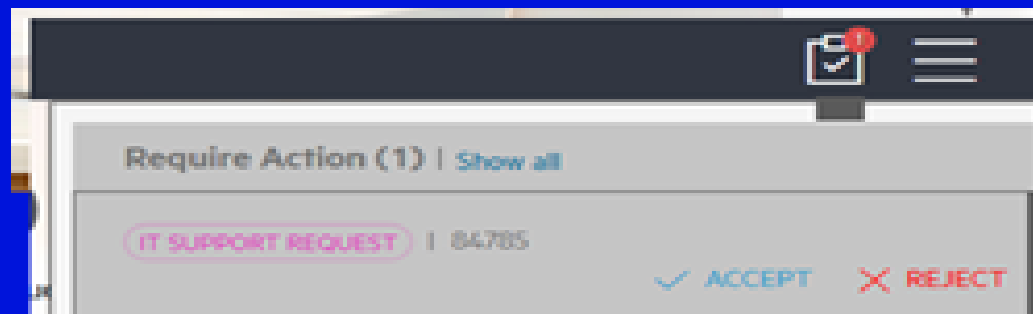 Require Action (1) | Show all
IT SUPPORT REQUEST | 84785
ACCEPT REJECT